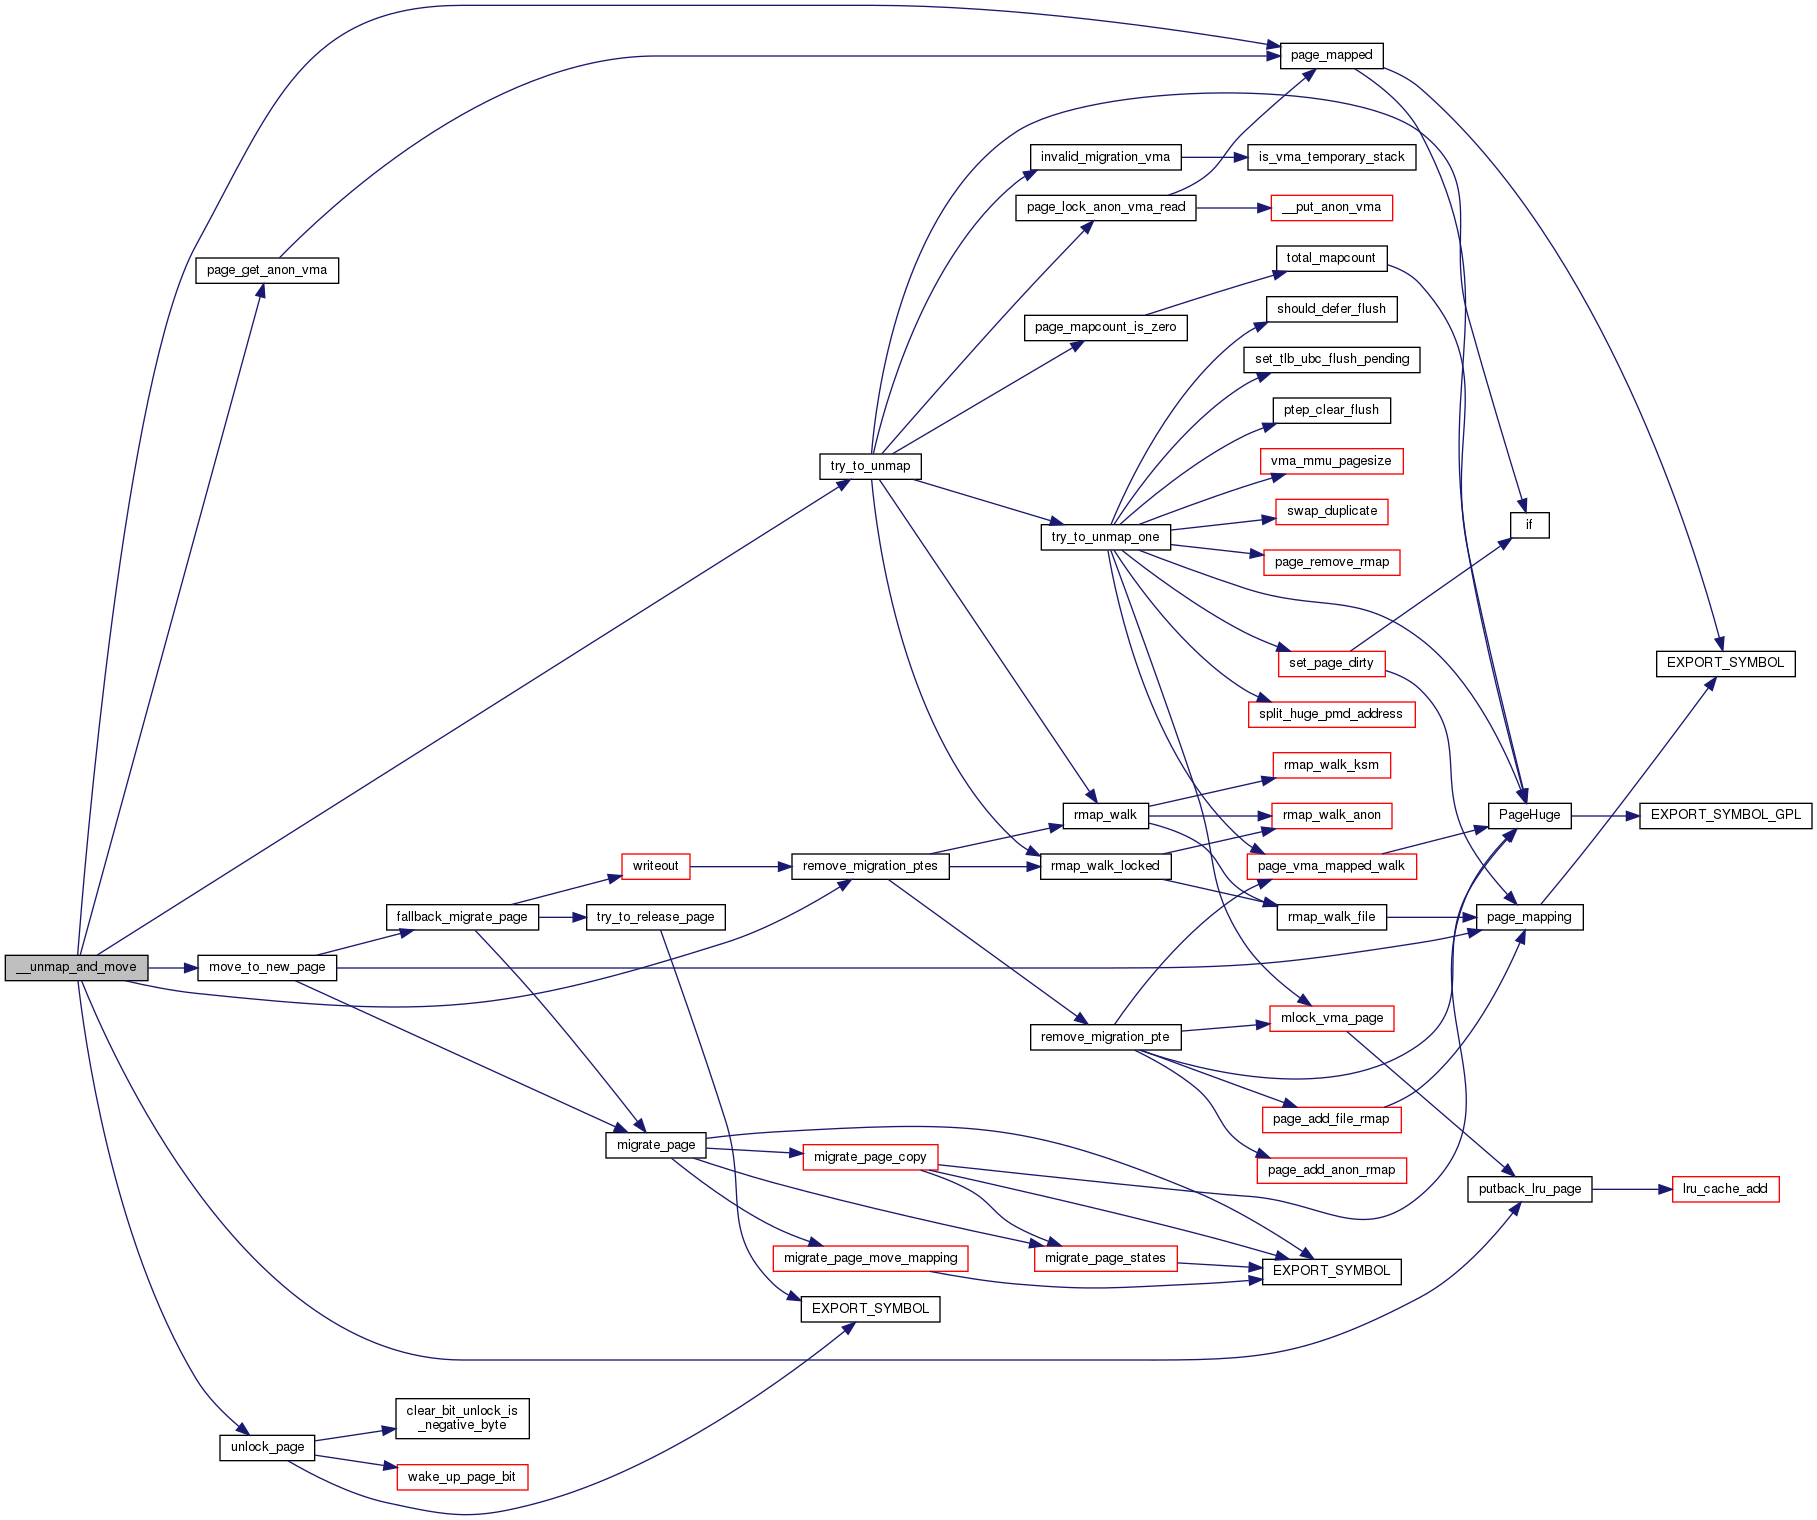 page_mapped
invalid_migration_vma
is_vma_temporary_stack
page_lock_anon_vma_read
__put_anon_vma
page_get_anon_vma
total_mapcount
should_defer_flush
page_mapcount_is_zero
set_tlb_ubc_flush_pending
ptep_clear_flush
try_to_unmap
vma_mmu_pagesize
swap_duplicate
if
try_to_unmap_one
page_remove_rmap
set_page_dirty
EXPORT_SYMBOL
split_huge_pmd_address
rmap_walk_ksm
rmap_walk
rmap_walk_anon
PageHuge
EXPORT_SYMBOL_GPL
writeout
remove_migration_ptes
rmap_walk_locked
page_vma_mapped_walk
fallback_migrate_page
try_to_release_page
rmap_walk_file
page_mapping
__unmap_and_move
move_to_new_page
mlock_vma_page
remove_migration_pte
page_add_file_rmap
migrate_page
migrate_page_copy
page_add_anon_rmap
putback_lru_page
lru_cache_add
migrate_page_move_mapping
migrate_page_states
EXPORT_SYMBOL
EXPORT_SYMBOL
clear_bit_unlock_is
_negative_byte
unlock_page
wake_up_page_bit